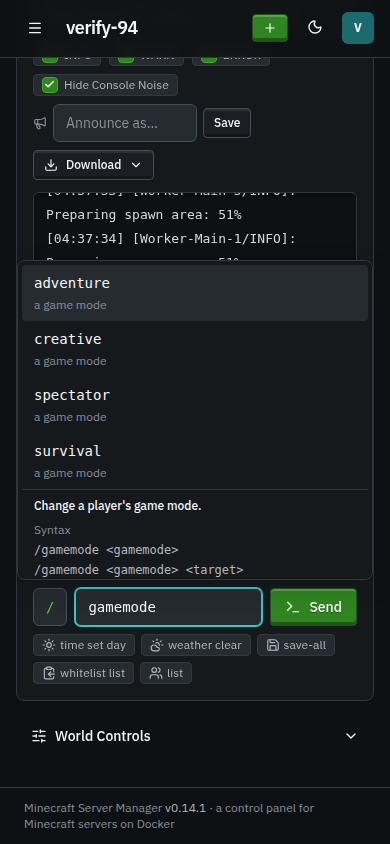 verify-94
V
Hide Console Noise
Announce as...
Save
Download
Preparing spawn area: 51%
[04:37:34] [Worker-Main-1/INFO]:
adventure
a game mode
creative
a game mode
spectator
a game mode
survival
a game mode
Change a player's game mode.
Syntax
/gamemode <gamemode>
/gamemode <gamemode> <target>
/
gamemode
Send
time set day
weather clear
save-all
whitelist list
list
World Controls
Minecraft Server Manager v0.14.1 · a control panel for
Minecraft servers on Docker